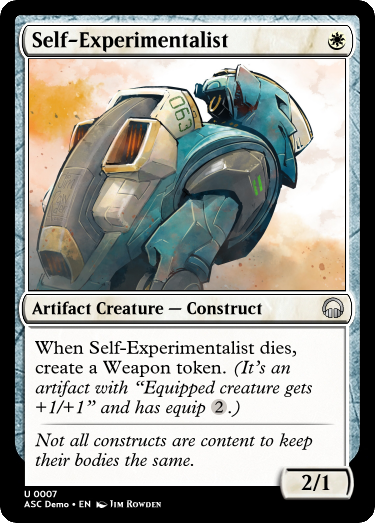 Self-Experimentalist
063
Artifact Creature — Construct
When Self-Experimentalist dies,
create a Weapon token. (It's an
artifact with “Equipped creature gets
+1/+1” and has equip 2.)
Not all constructs are content to keep
their bodies the same.
2/1
U 0007
ASC Demo • EN Jim Rowden